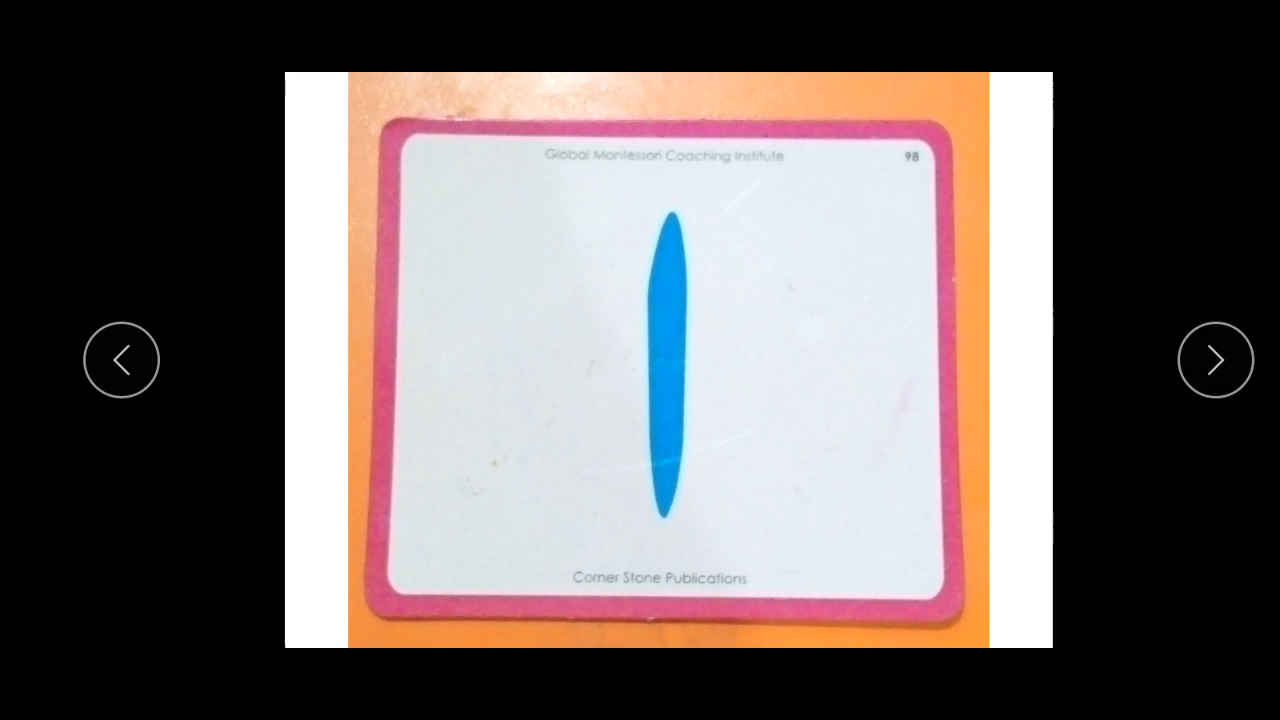 Global Montessori Coaching Institute 98
ا
Corner Stone Publications